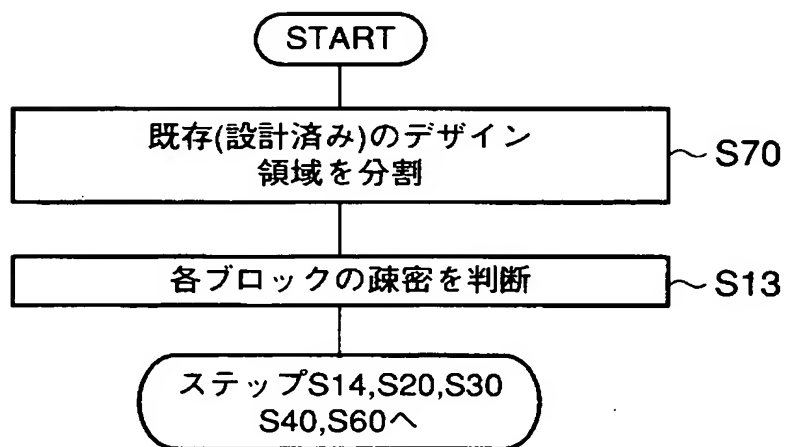 START
既存(設計済み)のデザイン
領域を分割
S70
各ブロックの疎密を判断
S13
ステップS14,S20,S30
S40,S60へ